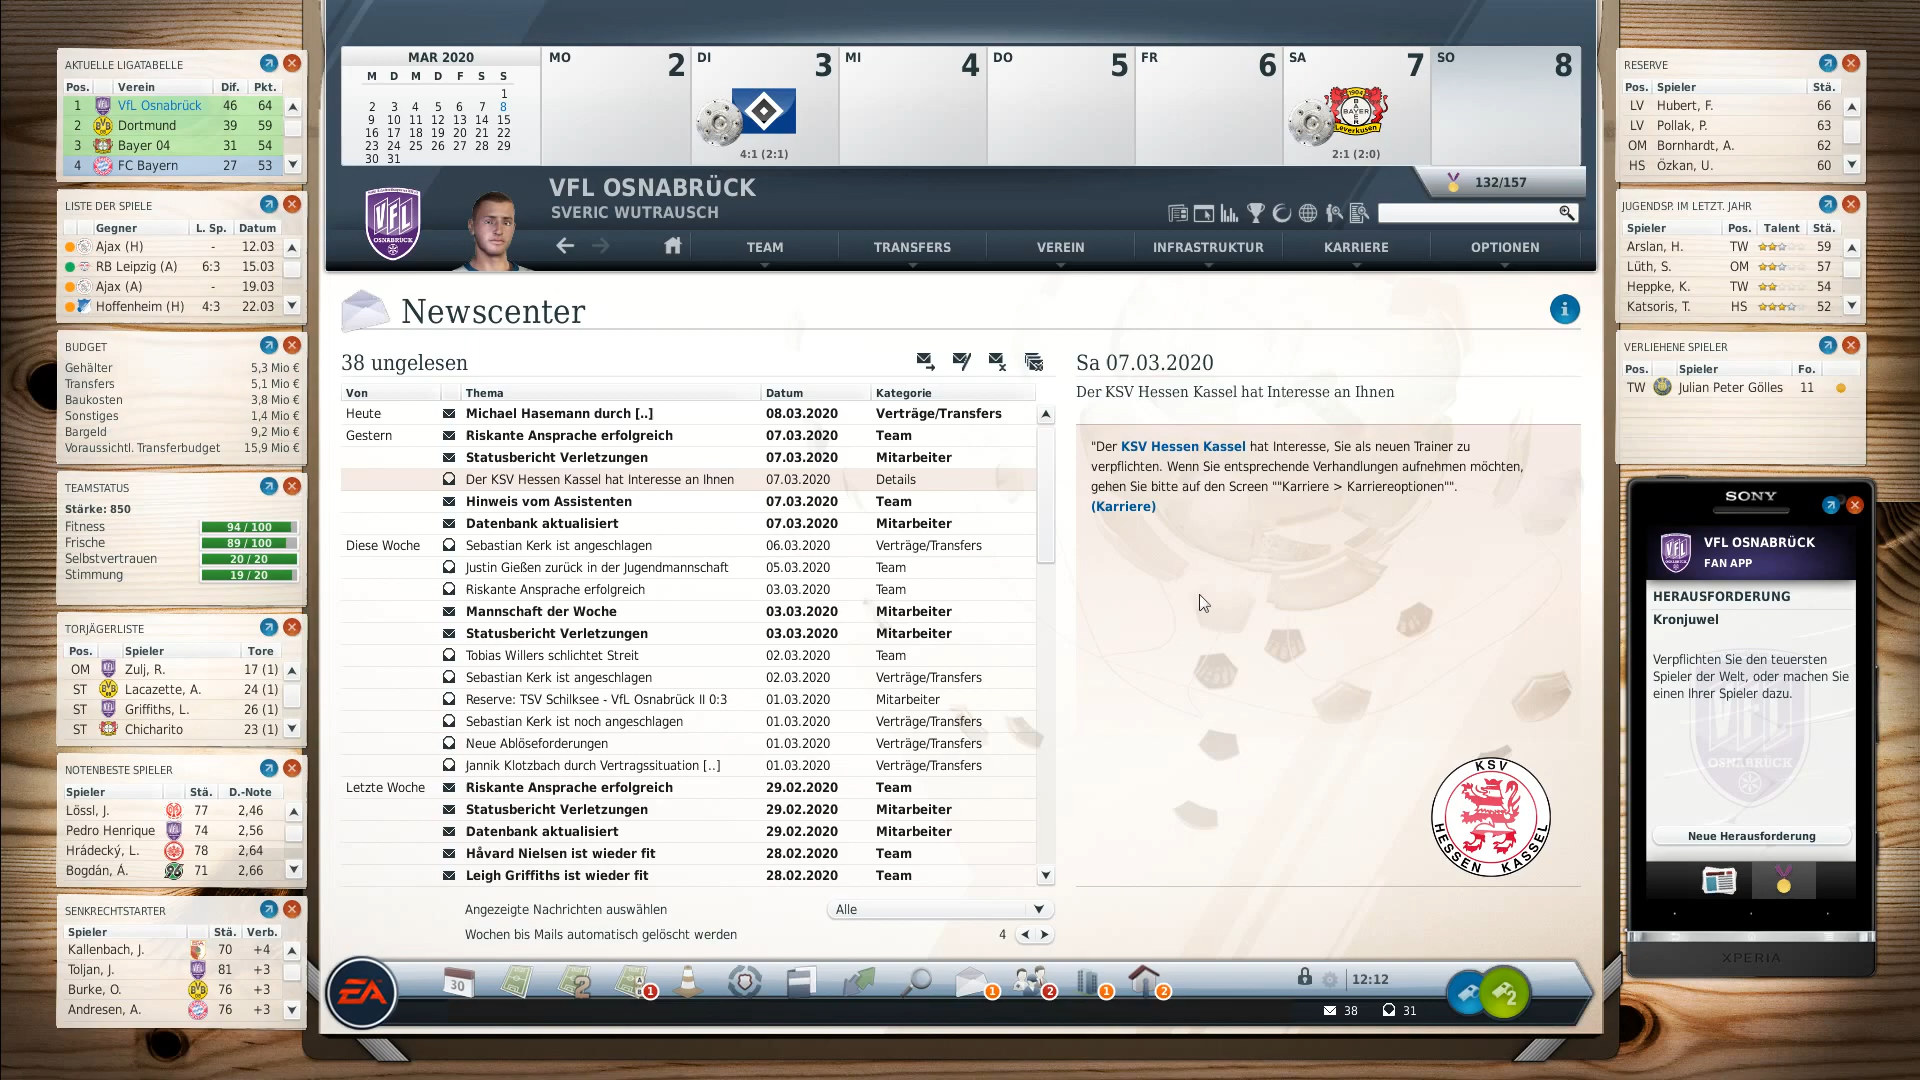 AKTUELLE LIGATABELLE
Pos. Verein Dif. Pkt.
1 VfL Osnabrück 46 64
2 Dortmund 39 59
3 Bayer 04 31 54
4 FC Bayern 27 53
LISTE DER SPIELE
Gegner L. Sp. Datum
Ajax (H) - 12.03
RB Leipzig (A) 6:3 15.03
Ajax (A) - 19.03
Hoffenheim (H) 4:3 22.03
BUDGET
Gehälter 5,3 Mio €
Transfers 5,1 Mio €
Baukosten 3,8 Mio €
Sonstiges 1,4 Mio €
Bargeld 9,2 Mio €
Voraussichtl. Transferbudget 15,9 Mio €
TEAMSTATUS
Stärke: 850
Fitness 94 / 100
Frische 89 / 100
Selbstvertrauen 20 / 20
Stimmung 19 / 20
TORJÄGERLISTE
Pos. Spieler Tore
OM Zulj, R. 17 (1)
ST Lacazette, A. 24 (1)
ST Griffiths, L. 26 (1)
ST Chicharito 23 (1)
NOTENBESTE SPIELER
Spieler Stä. D.-Note
Lössl, J. 77 2,46
Pedro Henrique 74 2,56
Hrádecký, L. 78 2,64
Bogdán, Á. 71 2,66
SENKRECHTSTARTER
Spieler Stä. Verb.
Kallenbach, J. 70 +4
Toljan, J. 81 +3
Burke, O. 76 +3
Andresen, A. 76 +3
MAR 2020
M D M D F S S
1
2 3 4 5 6 7 8
9 10 11 12 13 14 15
16 17 18 19 20 21 22
23 24 25 26 27 28 29
30 31
MO 2
DI 3
4:1 (2:1)
MI 4
DO 5
FR 6
SA 7
1904
BAYER
Leverkusen
2:1 (2:0)
SO 8
132/157
VFL OSNABRÜCK
SVERIC WUTRAUSCH
VFL
OSNABRÜCK
TEAM TRANSFERS VEREIN INFRASTRUKTUR KARRIERE OPTIONEN
Newscenter
38 ungelesen
Von Thema Datum Kategorie
Heute Michael Hasemann durch [..] 08.03.2020 Verträge/Transfers
Gestern Riskante Ansprache erfolgreich 07.03.2020 Team
Statusbericht Verletzungen 07.03.2020 Mitarbeiter
Der KSV Hessen Kassel hat Interesse an Ihnen 07.03.2020 Details
Hinweis vom Assistenten 07.03.2020 Team
Datenbank aktualisiert 07.03.2020 Mitarbeiter
Diese Woche Sebastian Kerk ist angeschlagen 06.03.2020 Verträge/Transfers
Justin Gießen zurück in der Jugendmannschaft 05.03.2020 Team
Riskante Ansprache erfolgreich 03.03.2020 Team
Mannschaft der Woche 03.03.2020 Mitarbeiter
Statusbericht Verletzungen 03.03.2020 Mitarbeiter
Tobias Willers schlichtet Streit 02.03.2020 Team
Sebastian Kerk ist angeschlagen 02.03.2020 Verträge/Transfers
Reserve: TSV Schilksee - VfL Osnabrück II 0:3 01.03.2020 Mitarbeiter
Sebastian Kerk ist noch angeschlagen 01.03.2020 Verträge/Transfers
Neue Ablöseforderungen 01.03.2020 Verträge/Transfers
Jannik Klotzbach durch Vertragssituation [..] 01.03.2020 Verträge/Transfers
Letzte Woche Riskante Ansprache erfolgreich 29.02.2020 Team
Statusbericht Verletzungen 29.02.2020 Mitarbeiter
Datenbank aktualisiert 29.02.2020 Mitarbeiter
Håvard Nielsen ist wieder fit 28.02.2020 Team
Leigh Griffiths ist wieder fit 28.02.2020 Team
Angezeigte Nachrichten auswählen Alle
Wochen bis Mails automatisch gelöscht werden 4
Sa 07.03.2020
Der KSV Hessen Kassel hat Interesse an Ihnen
"Der KSV Hessen Kassel hat Interesse, Sie als neuen Trainer zu
verpflichten. Wenn Sie entsprechende Verhandlungen aufnehmen möchten,
gehen Sie bitte auf den Screen ""Karriere > Karriereoptionen"".
(Karriere)
KSV
HESSEN KASSEL
EA
30
2
1
1
2
1
2
12:12
2
38 31
RESERVE
Pos. Spieler Stä.
LV Hubert, F. 66
LV Pollak, P. 63
OM Bornhardt, A. 62
HS Özkan, U. 60
JUGENDSP. IM LETZT. JAHR
Spieler Pos. Talent Stä.
Arslan, H. TW 59
Lüth, S. OM 57
Heppke, K. TW 54
Katsoris, T. HS 52
VERLIEHENE SPIELER
Pos. Spieler Fo.
TW Julian Peter Gölles 11
SONY
VFL OSNABRÜCK
FAN APP
HERAUSFORDERUNG
Kronjuwel
Verpflichten Sie den teuersten
Spieler der Welt, oder machen Sie
einen Ihrer Spieler dazu.
VFL
OSNABRÜCK
Neue Herausforderung
XPERIA